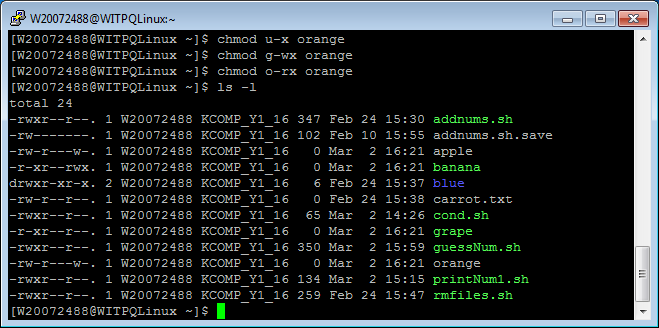 W20072488@WITPQLinux:~
[W20072488@WITPQLinux ~]$ chmod u-x orange
[W20072488@WITPQLinux ~]$ chmod g-wx orange
[W20072488@WITPQLinux ~]$ chmod o-rx orange
[W20072488@WITPQLinux ~]$ ls -l
total 24
-rwxr--r--. 1 W20072488 KCOMP_Y1_16 347 Feb 24 15:30 addnums.sh
-rw-------. 1 W20072488 KCOMP_Y1_16 102 Feb 10 15:55 addnums.sh.save
-rw-r---w-. 1 W20072488 KCOMP_Y1_16   0 Mar  2 16:21 apple
-r-xr--rwx. 1 W20072488 KCOMP_Y1_16   0 Mar  2 16:21 banana
drwxr-xr-x. 2 W20072488 KCOMP_Y1_16   6 Feb 24 15:37 blue
-rw-r--r--. 1 W20072488 KCOMP_Y1_16   0 Feb 24 15:38 carrot.txt
-rwxr--r--. 1 W20072488 KCOMP_Y1_16  65 Mar  2 14:26 cond.sh
-r-xr--r--. 1 W20072488 KCOMP_Y1_16   0 Mar  2 16:21 grape
-rwxr--r--. 1 W20072488 KCOMP_Y1_16 350 Mar  2 15:59 guessNum.sh
-rw-r---w-. 1 W20072488 KCOMP_Y1_16   0 Mar  2 16:21 orange
-rwxr--r--. 1 W20072488 KCOMP_Y1_16 134 Mar  2 15:15 printNum1.sh
-rwxr--r--. 1 W20072488 KCOMP_Y1_16 259 Feb 24 15:47 rmfiles.sh
[W20072488@WITPQLinux ~]$